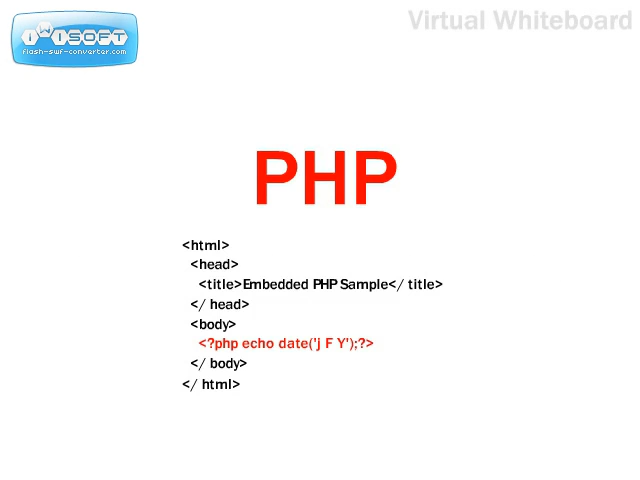 iWiSOFT
flash-swf-converter.com
Virtual Whiteboard
PHP
<html>
<head>
<title>Embedded PHP Sample</ title>
</ head>
<body>
<?php echo date('j F Y');?>
</ body>
</ html>